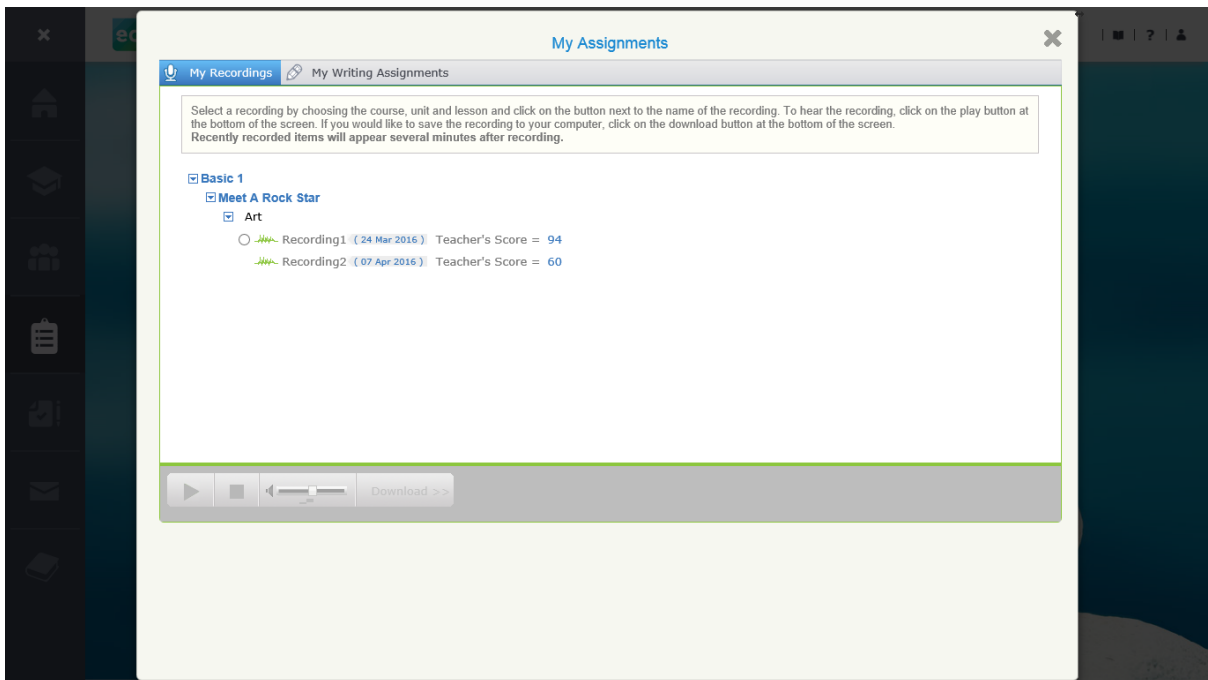 ed
| | ? |
My Assignments
My Recordings My Writing Assignments
Select a recording by choosing the course, unit and lesson and click on the button next to the name of the recording. To hear the recording, click on the play button at
the bottom of the screen. If you would like to save the recording to your computer, click on the download button at the bottom of the screen.
Recently recorded items will appear several minutes after recording.
Basic 1
Meet A Rock Star
Art
Recording1 ( 24 Mar 2016 ) Teacher's Score = 94
Recording2 ( 07 Apr 2016 ) Teacher's Score = 60
Download >>